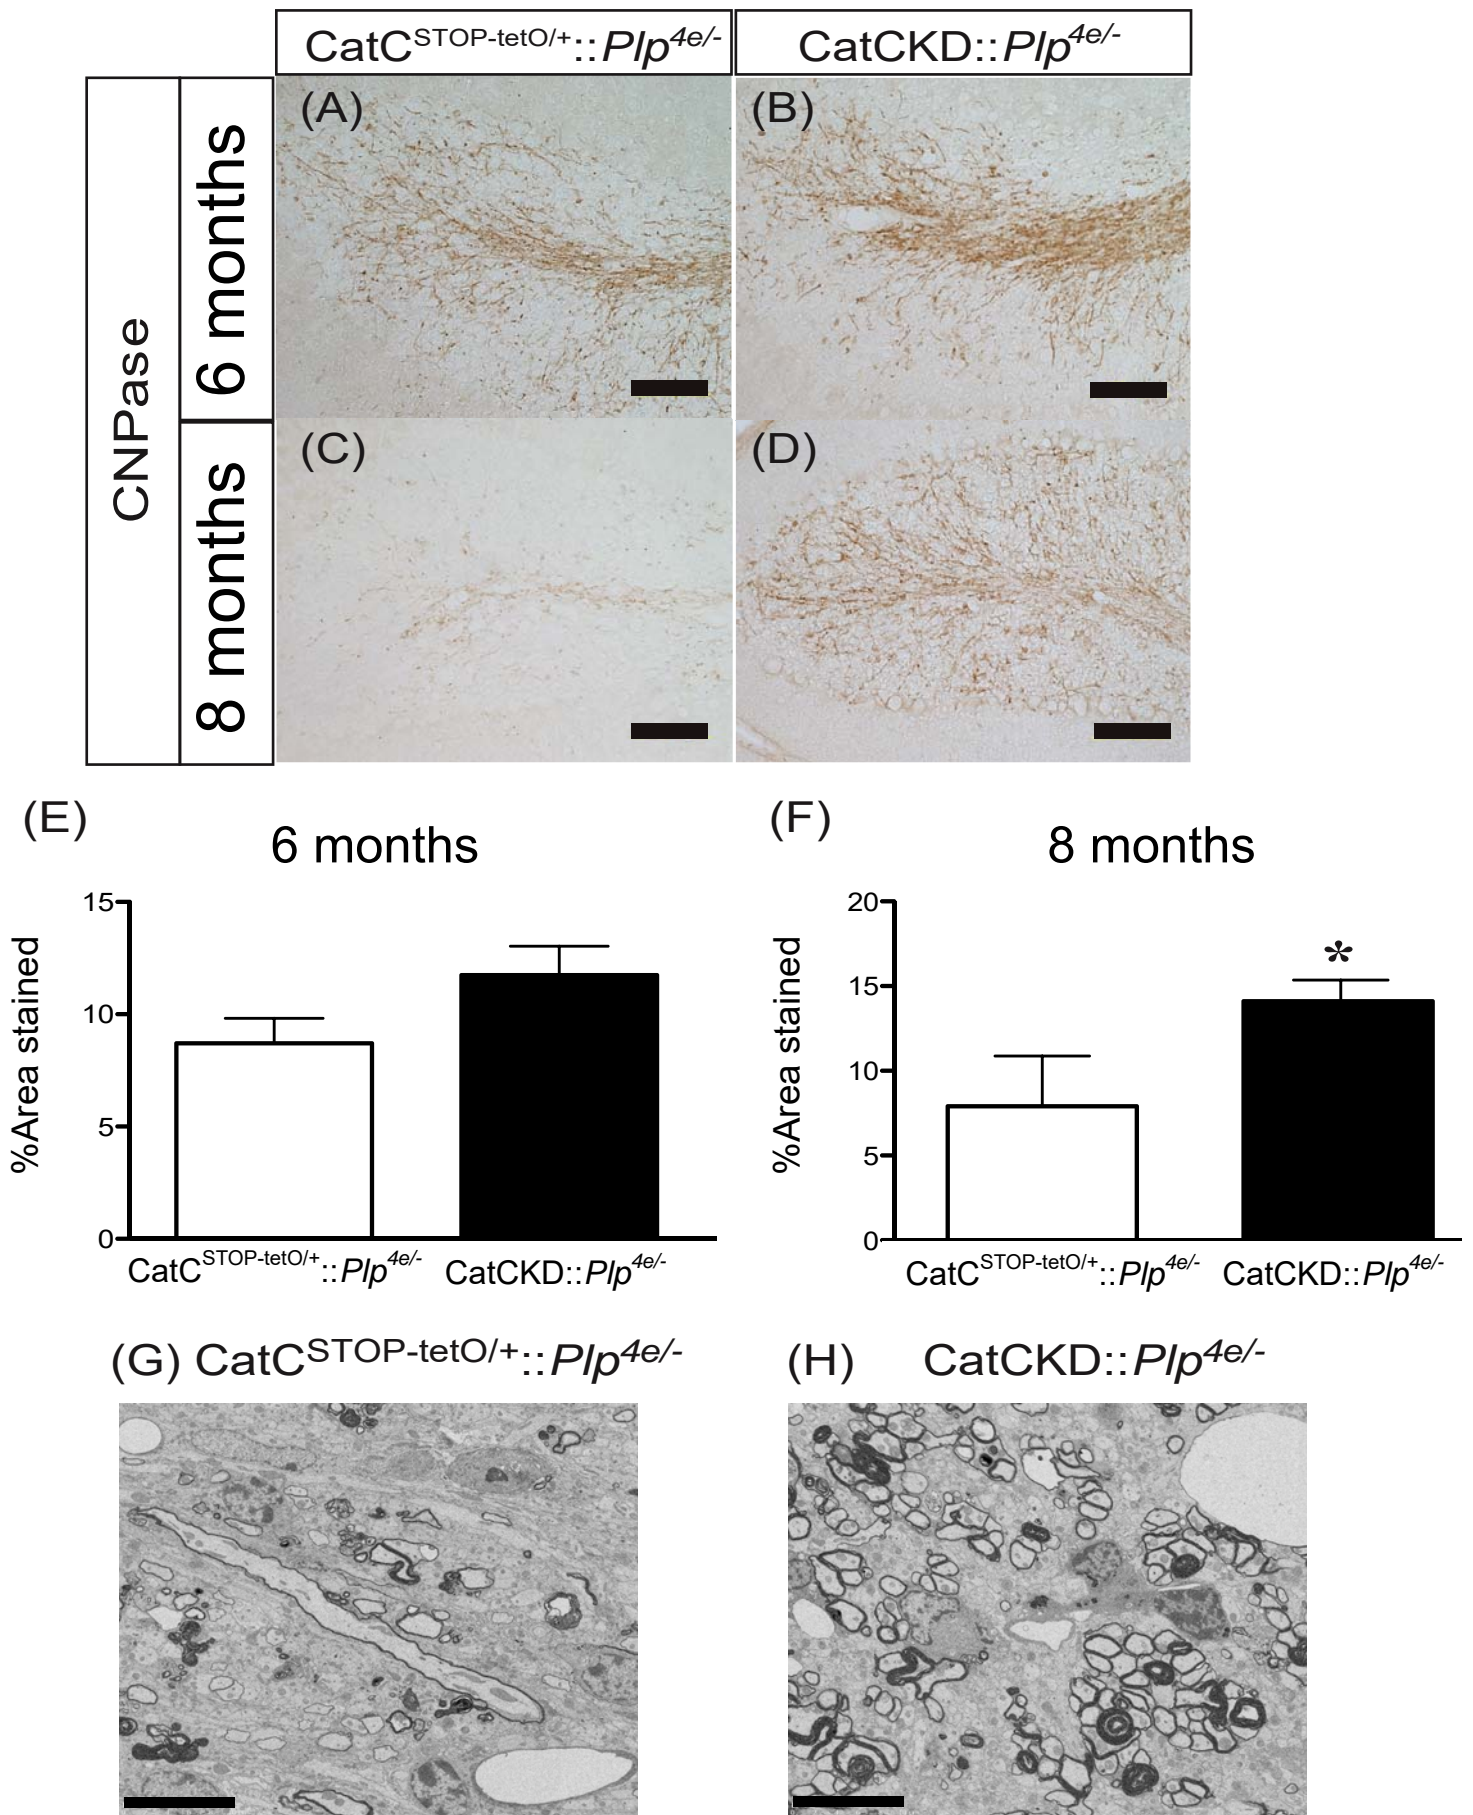 CatC^STOP-tetO/+::Plp^4e/- CatCKD::Plp^4e/-
CNPase
6 months
(A) (B)
8 months
(C) (D)
(E) 6 months
%Area stained
15
10
5
0
CatC^STOP-tetO/+::Plp^4e/- CatCKD::Plp^4e/-
(F) 8 months
%Area stained
20
15
10
5
0
*
CatC^STOP-tetO/+::Plp^4e/- CatCKD::Plp^4e/-
(G) CatC^STOP-tetO/+::Plp^4e/-
(H) CatCKD::Plp^4e/-